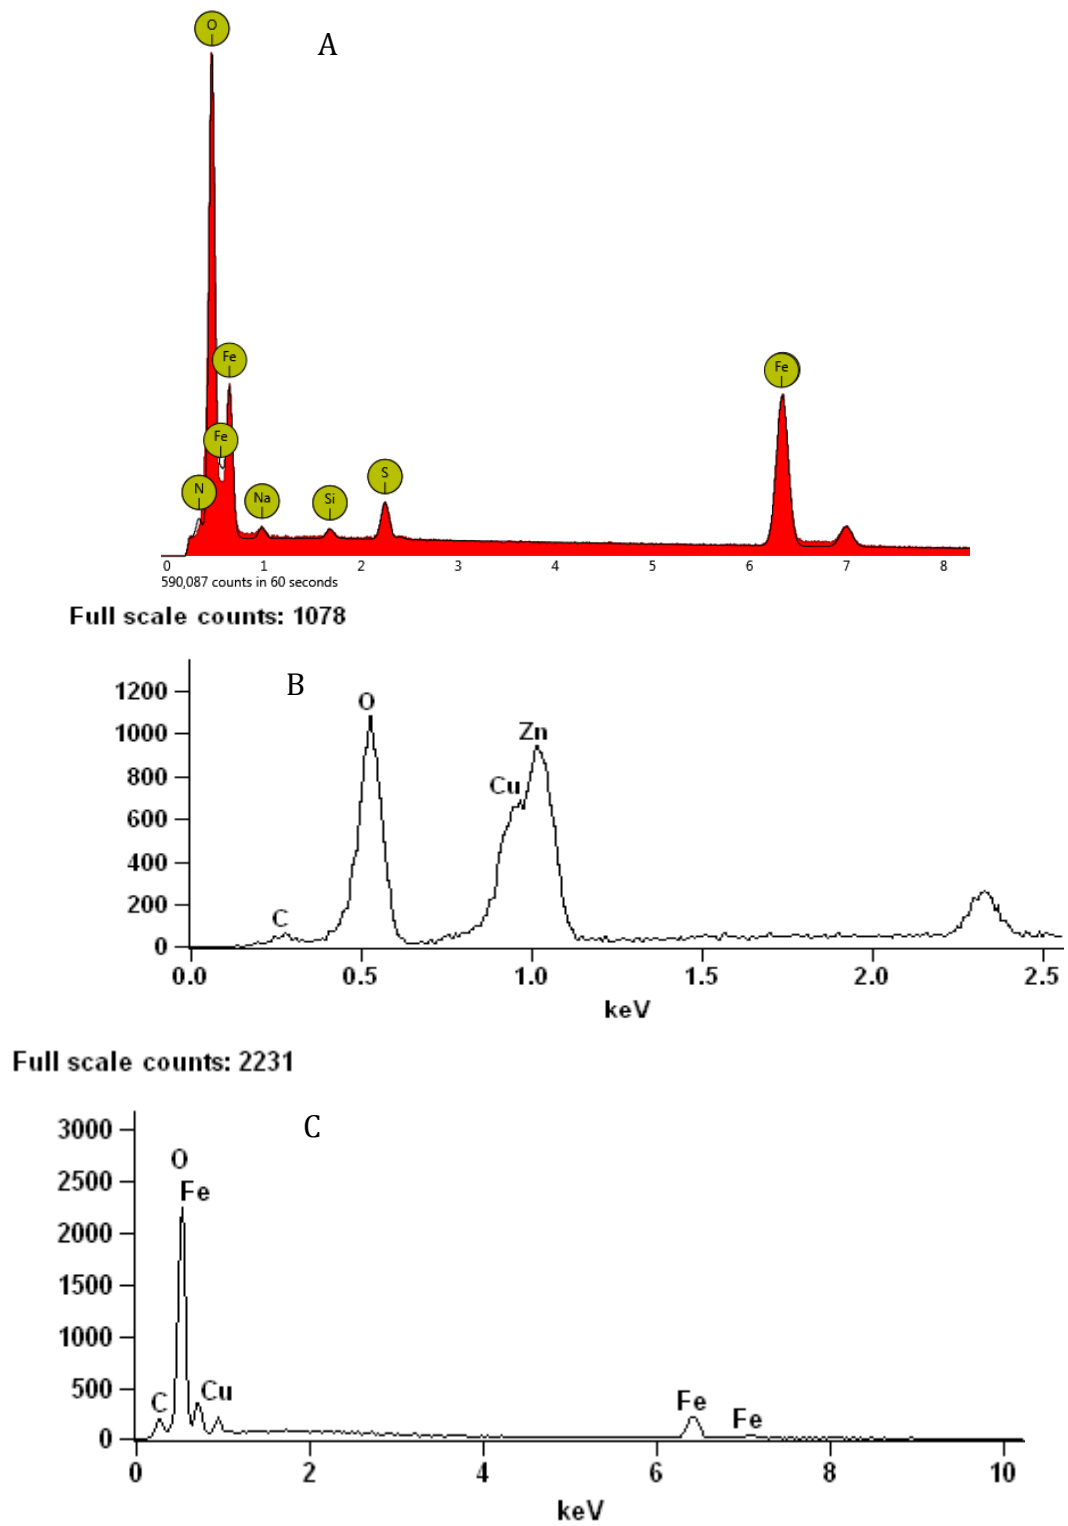 O
A
Fe
Fe
Fe
N
Na
Si
S
0 1 2 3 4 5 6 7 8
590,087 counts in 60 seconds
Full scale counts: 1078
B
O
Zn
Cu
C
1200
1000
800
600
400
200
0
0.0 0.5 1.0 1.5 2.0 2.5
keV
Full scale counts: 2231
C
O
Fe
C
Cu
Fe
Fe
3000
2500
2000
1500
1000
500
0
0 2 4 6 8 10
keV